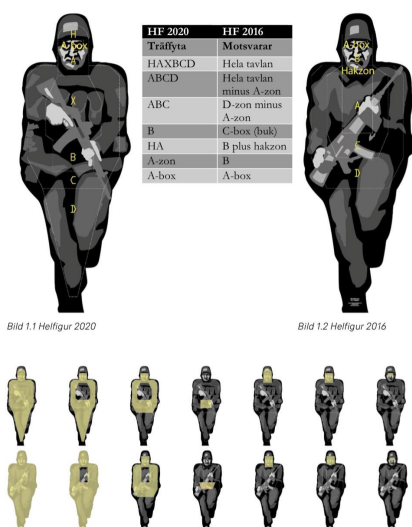 H
A-box
A
X
B
C
D
HF 2020 HF 2016
Träffyta Motsvarar
HAXBCD Hela tavlan
ABCD Hela tavlan
minus A-zon
ABC D-zon minus
A-zon
B C-box (buk)
HA B plus hakzon
A-zon B
A-box A-box
A-box
B
Hakzon
A
C
D
Bild 1.1 Helfigur 2020
Bild 1.2 Helfigur 2016